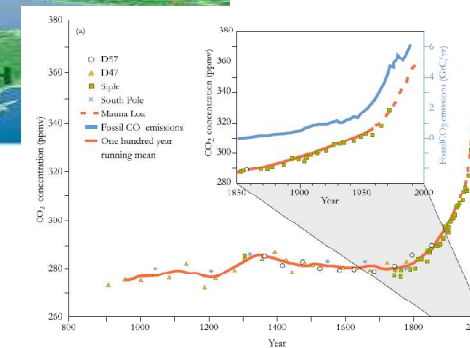 380
(a)
D57
D47
Siple
South Pole
Mauna Loa
Fossil CO emissions
One hundred year
running mean
360
340
320
300
280
260
CO2 concentration (ppmv)
800
1000
1200
1400
1600
1800
Year
380
360
340
320
300
280
CO2 concentration (ppmv)
1850
1900
1950
2000
Year
6
4
2
0
FossilCO2 emissions (GtC/yr)